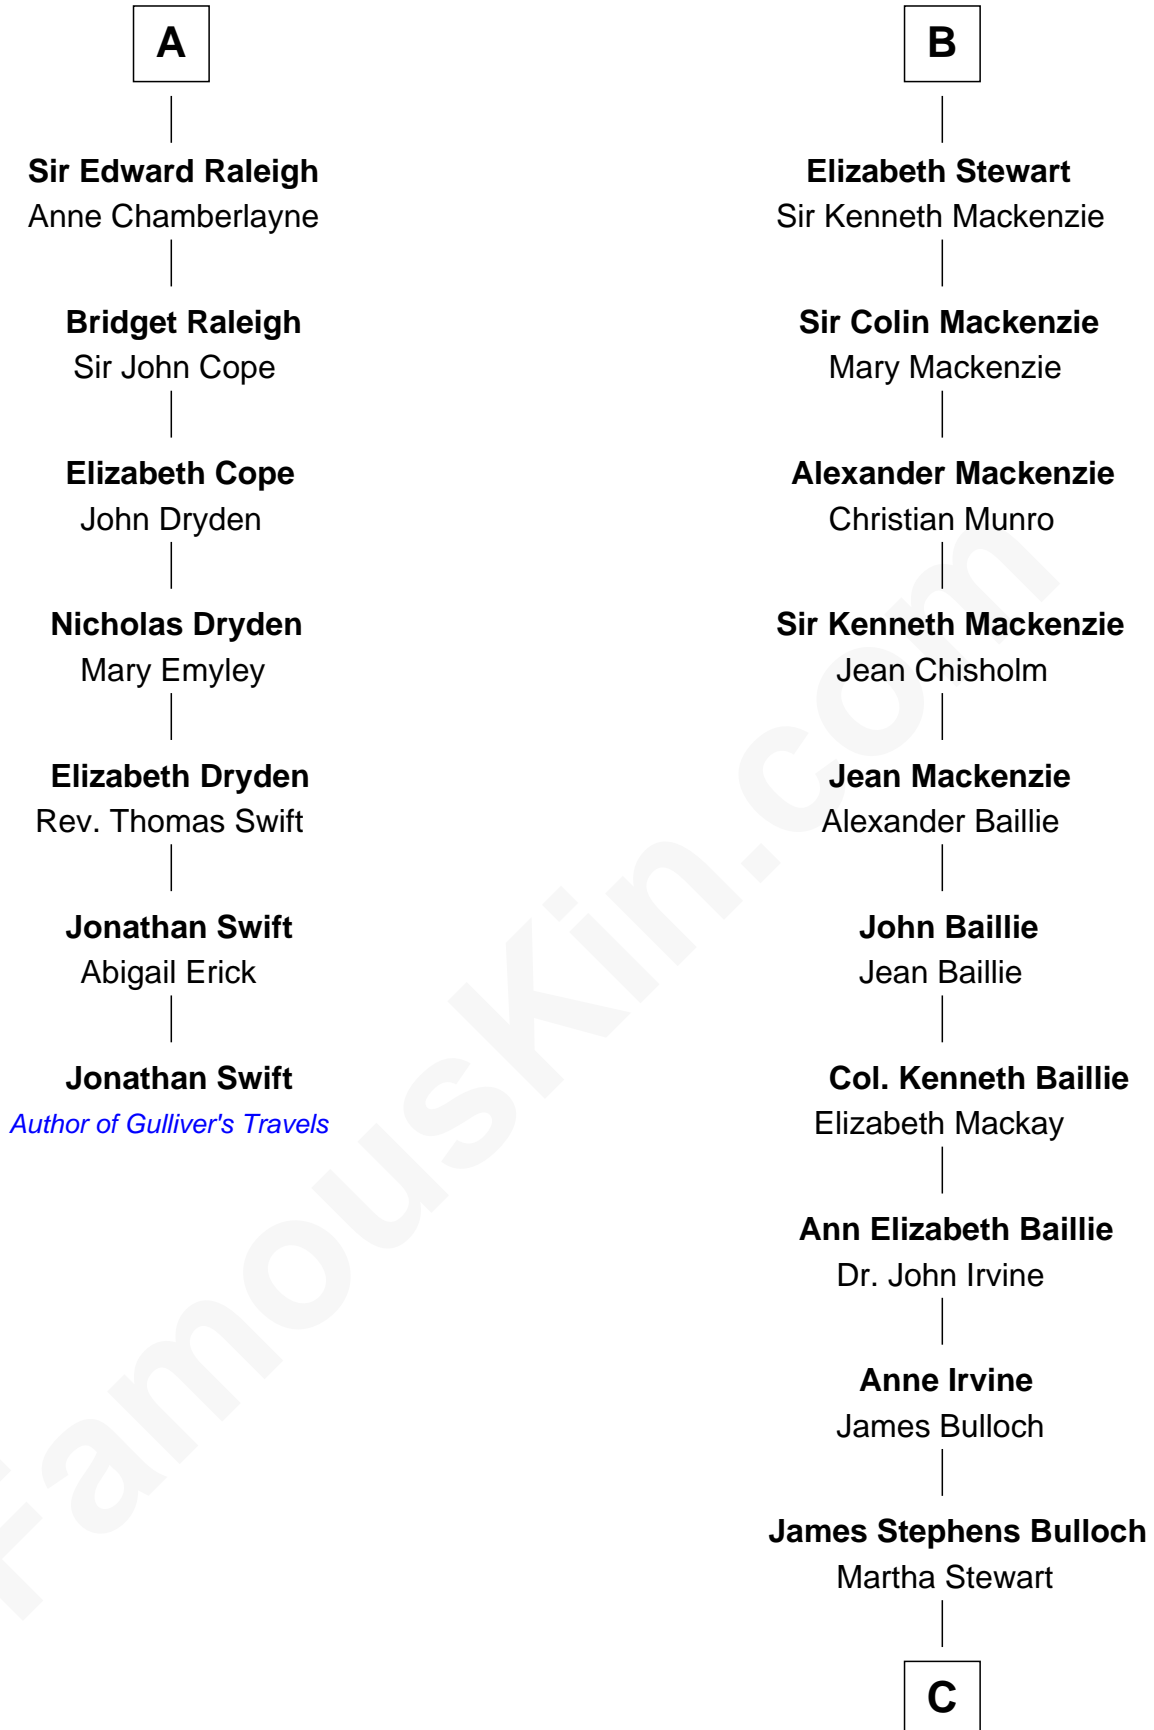 A
Sir Edward Raleigh
Anne Chamberlayne
Bridget Raleigh
Sir John Cope
Elizabeth Cope
John Dryden
Nicholas Dryden
Mary Emyley
Elizabeth Dryden
Rev. Thomas Swift
Jonathan Swift
Abigail Erick
Jonathan Swift
Author of Gulliver's Travels
B
Elizabeth Stewart
Sir Kenneth Mackenzie
Sir Colin Mackenzie
Mary Mackenzie
Alexander Mackenzie
Christian Munro
Sir Kenneth Mackenzie
Jean Chisholm
Jean Mackenzie
Alexander Baillie
John Baillie
Jean Baillie
Col. Kenneth Baillie
Elizabeth Mackay
Ann Elizabeth Baillie
Dr. John Irvine
Anne Irvine
James Bulloch
James Stephens Bulloch
Martha Stewart
C
FamousKin.com